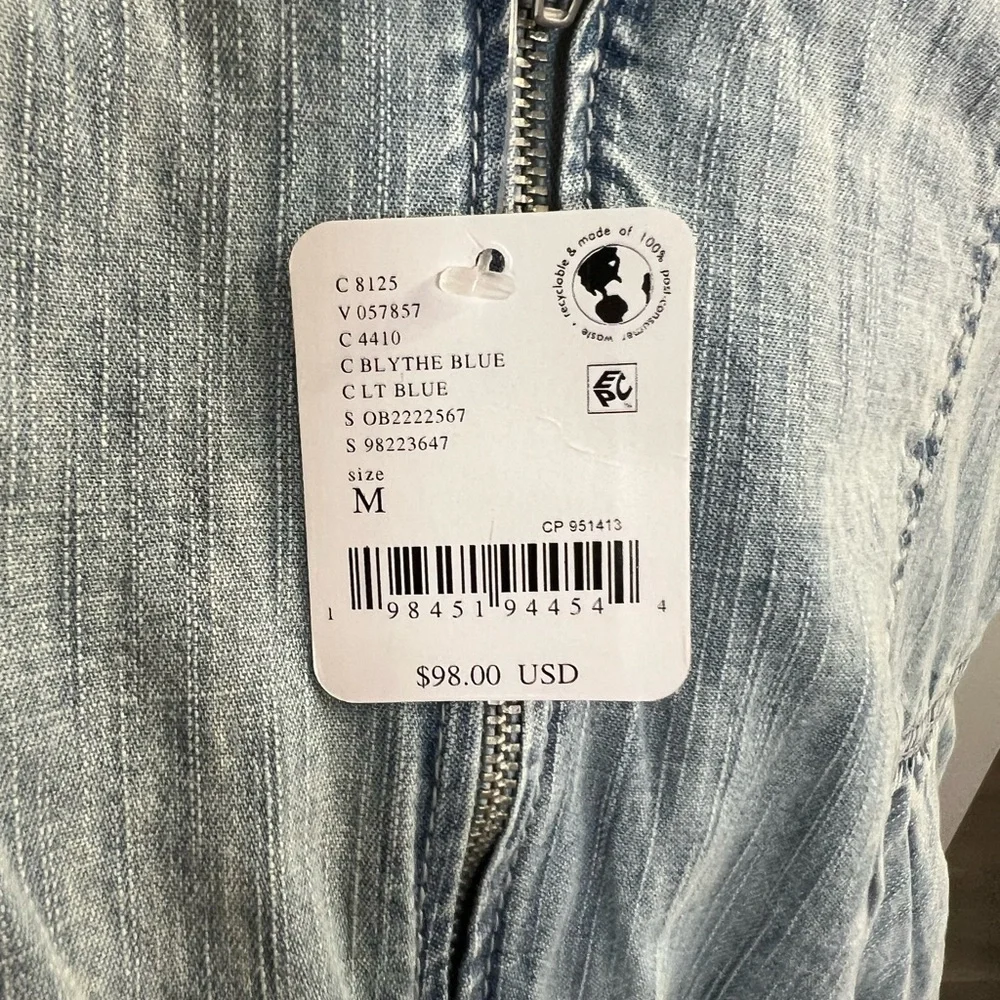 C 8125
V 057857
C 4410
C BLYTHE BLUE
C LT BLUE
S OB2222567
S 98223647
size
M
recyclable & made of 100% post-consumer waste
EPC
CP 951413
1 98451 94454 4
$98.00 USD